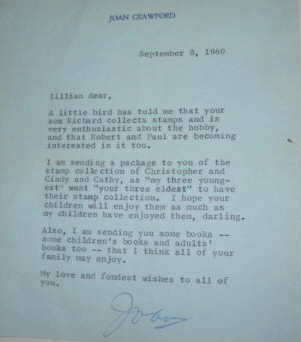 JOAN CRAWFORD
September 8, 1960
Lillian dear,
A little bird has told me that your
son Richard collects stamps and is
very enthusiastic about the hobby,
and that Robert and Paul are becoming
interested in it too.
I am sending a package to you of the
stamp collection of Christopher and
Cindy and Cathy, as "my three young-
est" want "your three eldest" to have
their stamp collection. I hope your
children will enjoy them as much as
my children have enjoyed them, darling.
Also, I am sending you some books --
some children's books and adults'
books too -- that I think all of your
family may enjoy.
My love and fondest wishes to all of
you.
Joan